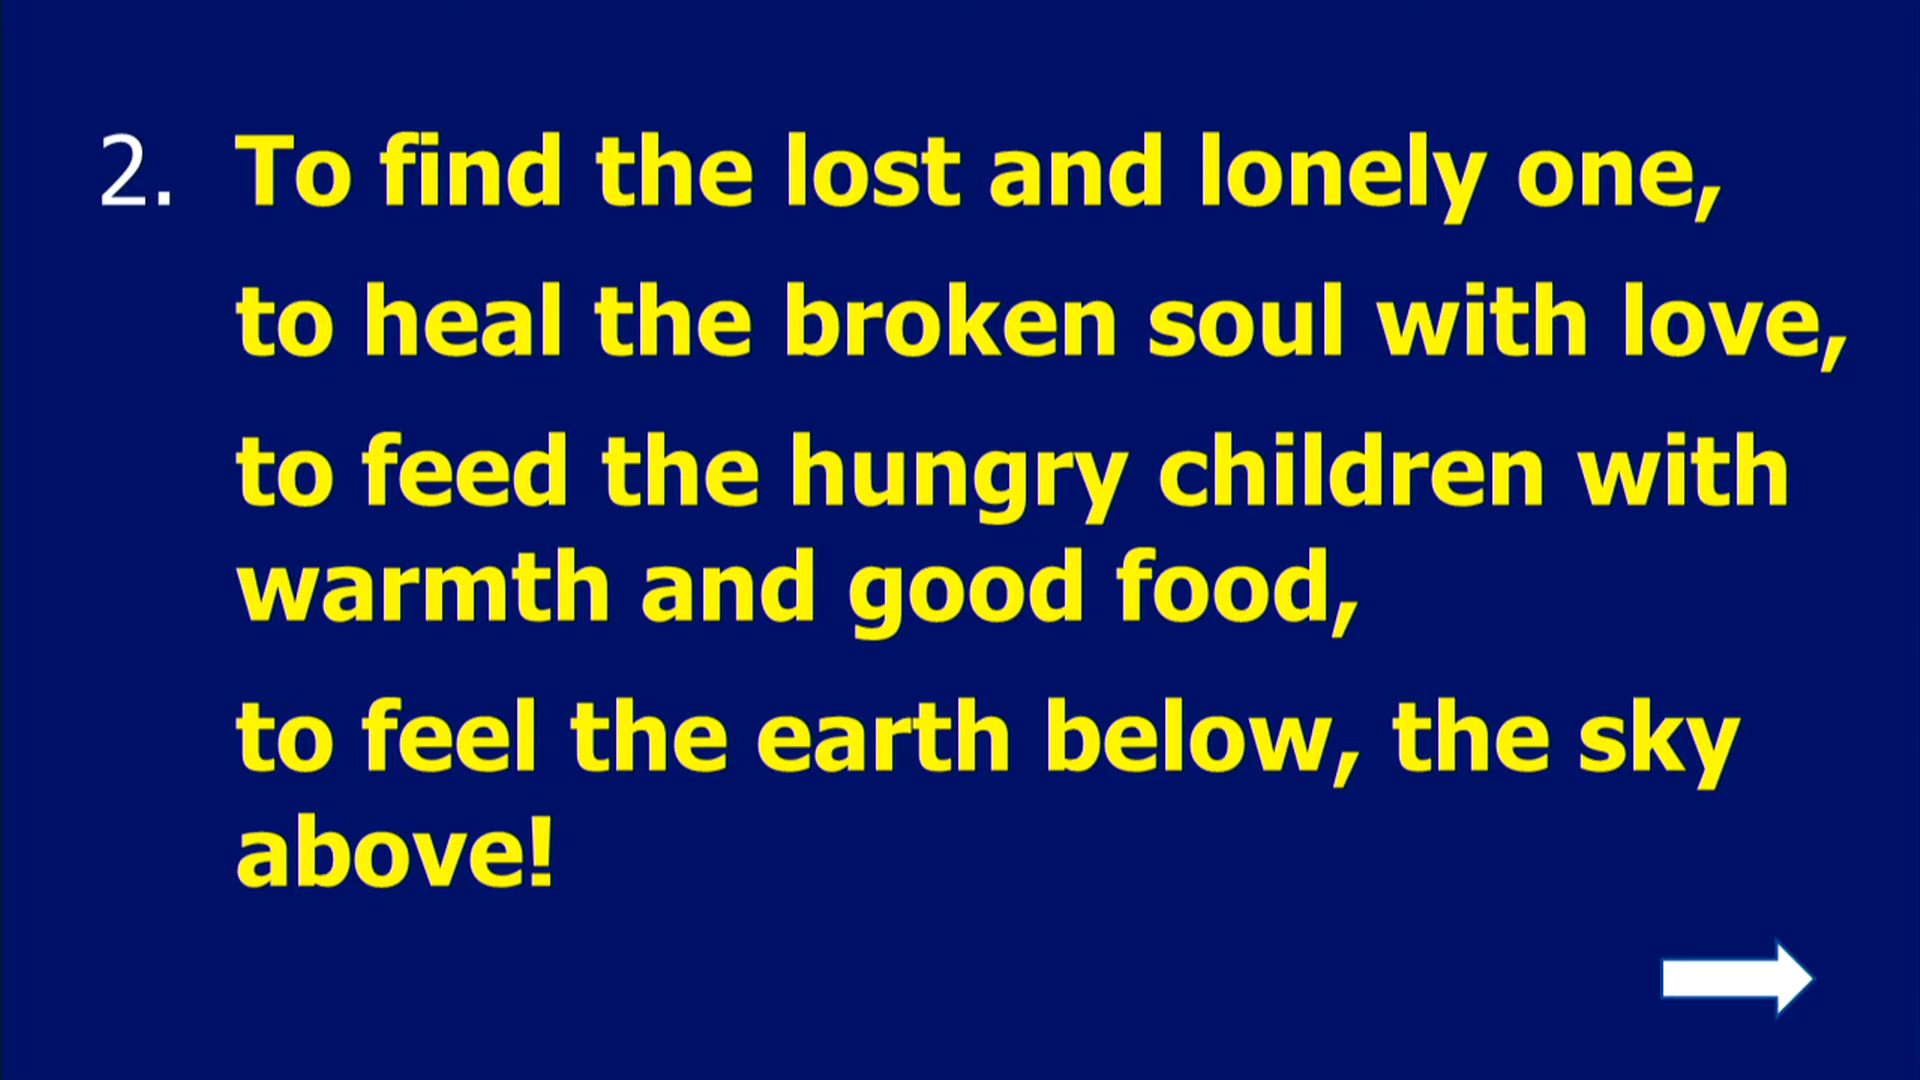 2. To find the lost and lonely one,
to heal the broken soul with love,
to feed the hungry children with
warmth and good food,
to feel the earth below, the sky
above!